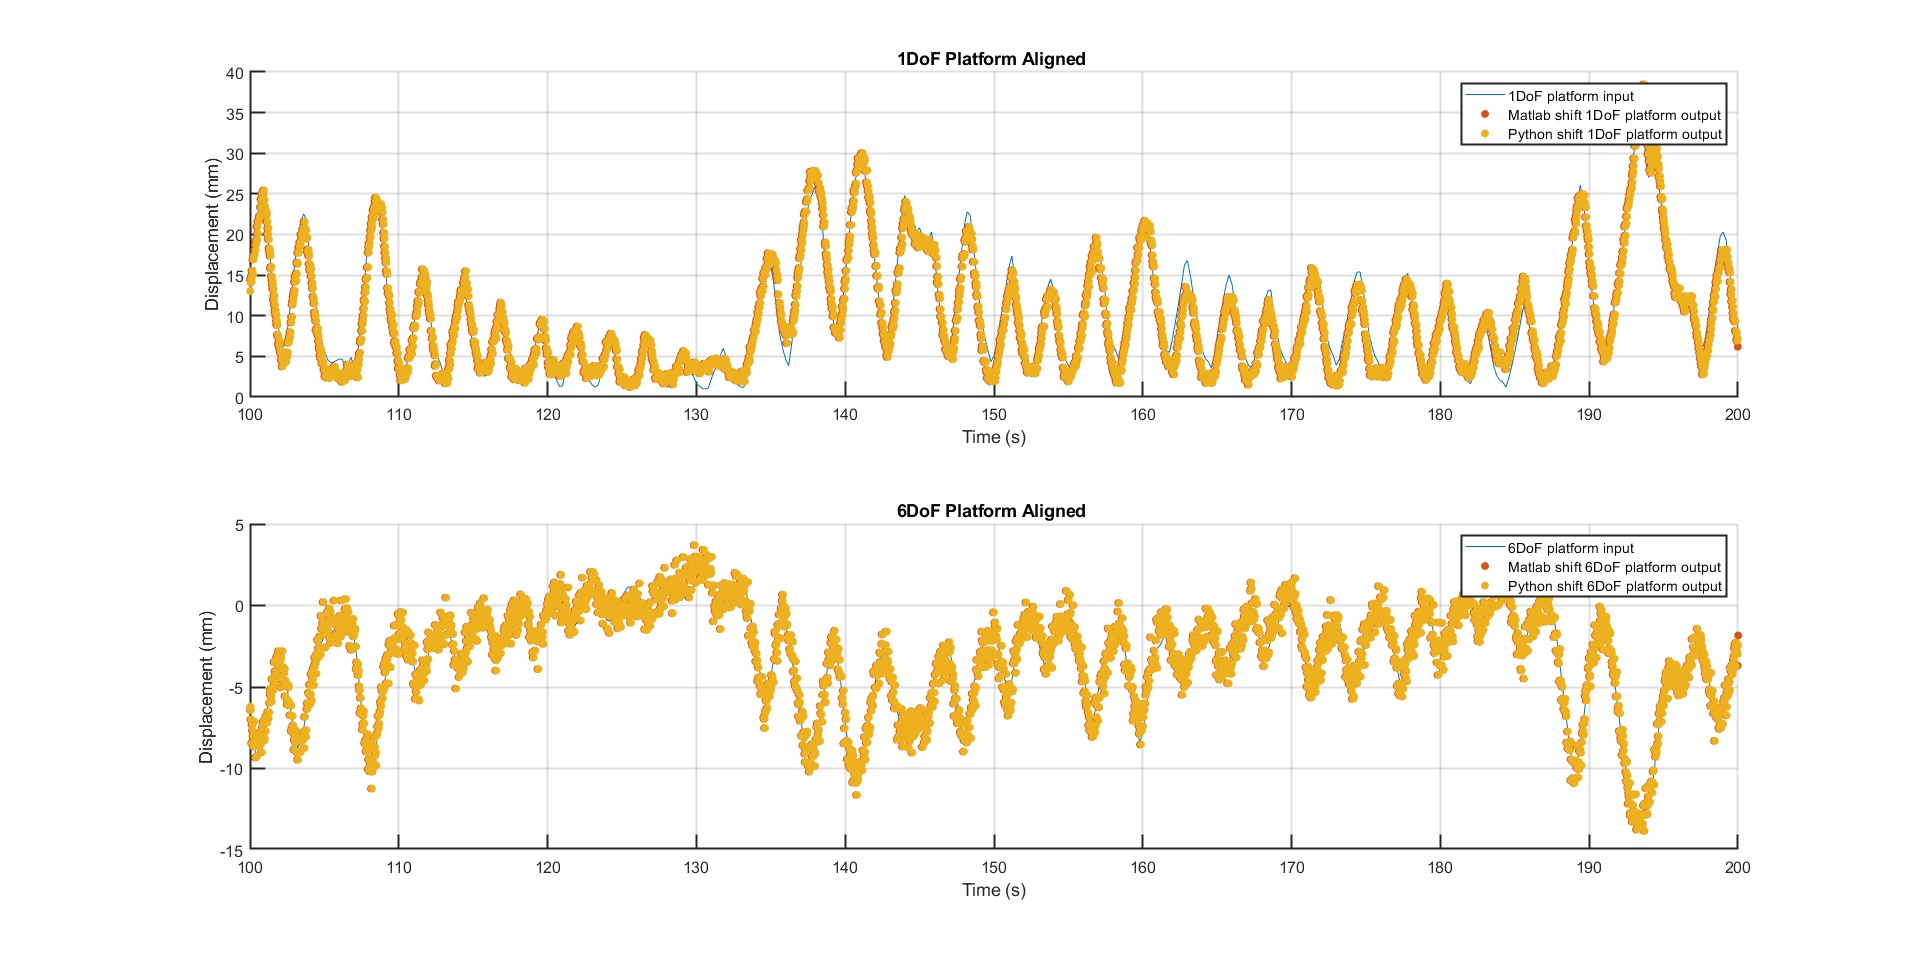 1DoF Platform Aligned
40
35
30
25
20
15
10
5
0
Displacement (mm)
1DoF platform input
Matlab shift 1DoF platform output
Python shift 1DoF platform output
100 110 120 130 140 150 160 170 180 190 200
Time (s)
6DoF Platform Aligned
5
0
-5
-10
-15
Displacement (mm)
6DoF platform input
Matlab shift 6DoF platform output
Python shift 6DoF platform output
100 110 120 130 140 150 160 170 180 190 200
Time (s)